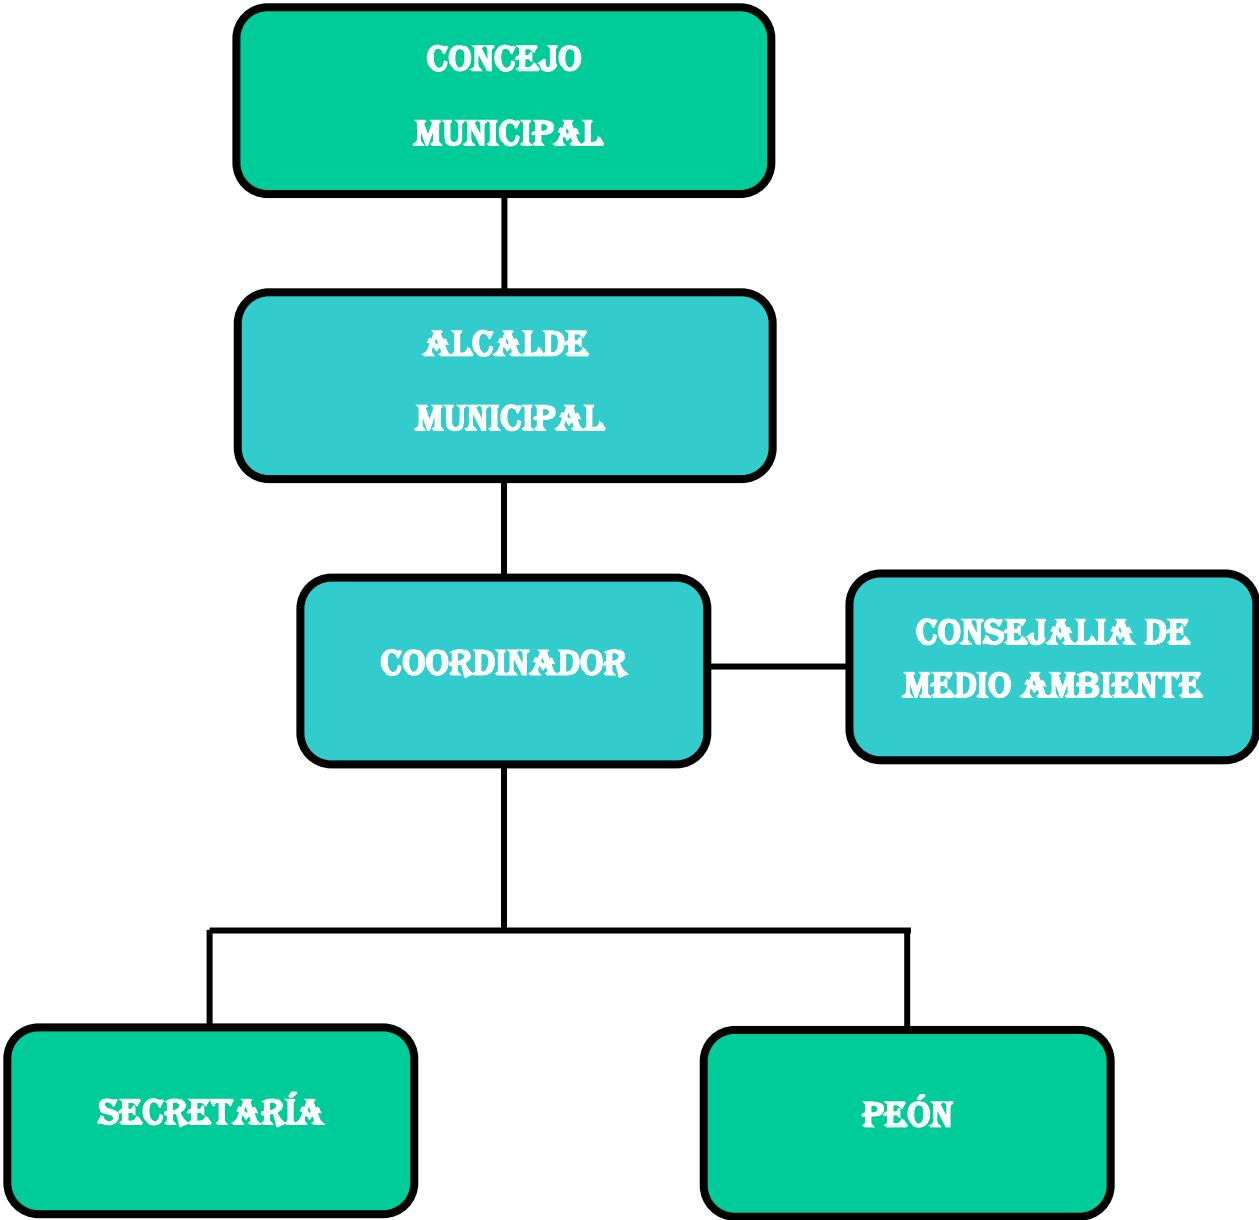 CONCEJO
MUNICIPAL
ALCALDE
MUNICIPAL
COORDINADOR
CONSEJALIA DE
MEDIO AMBIENTE
SECRETARÍA
PEÓN